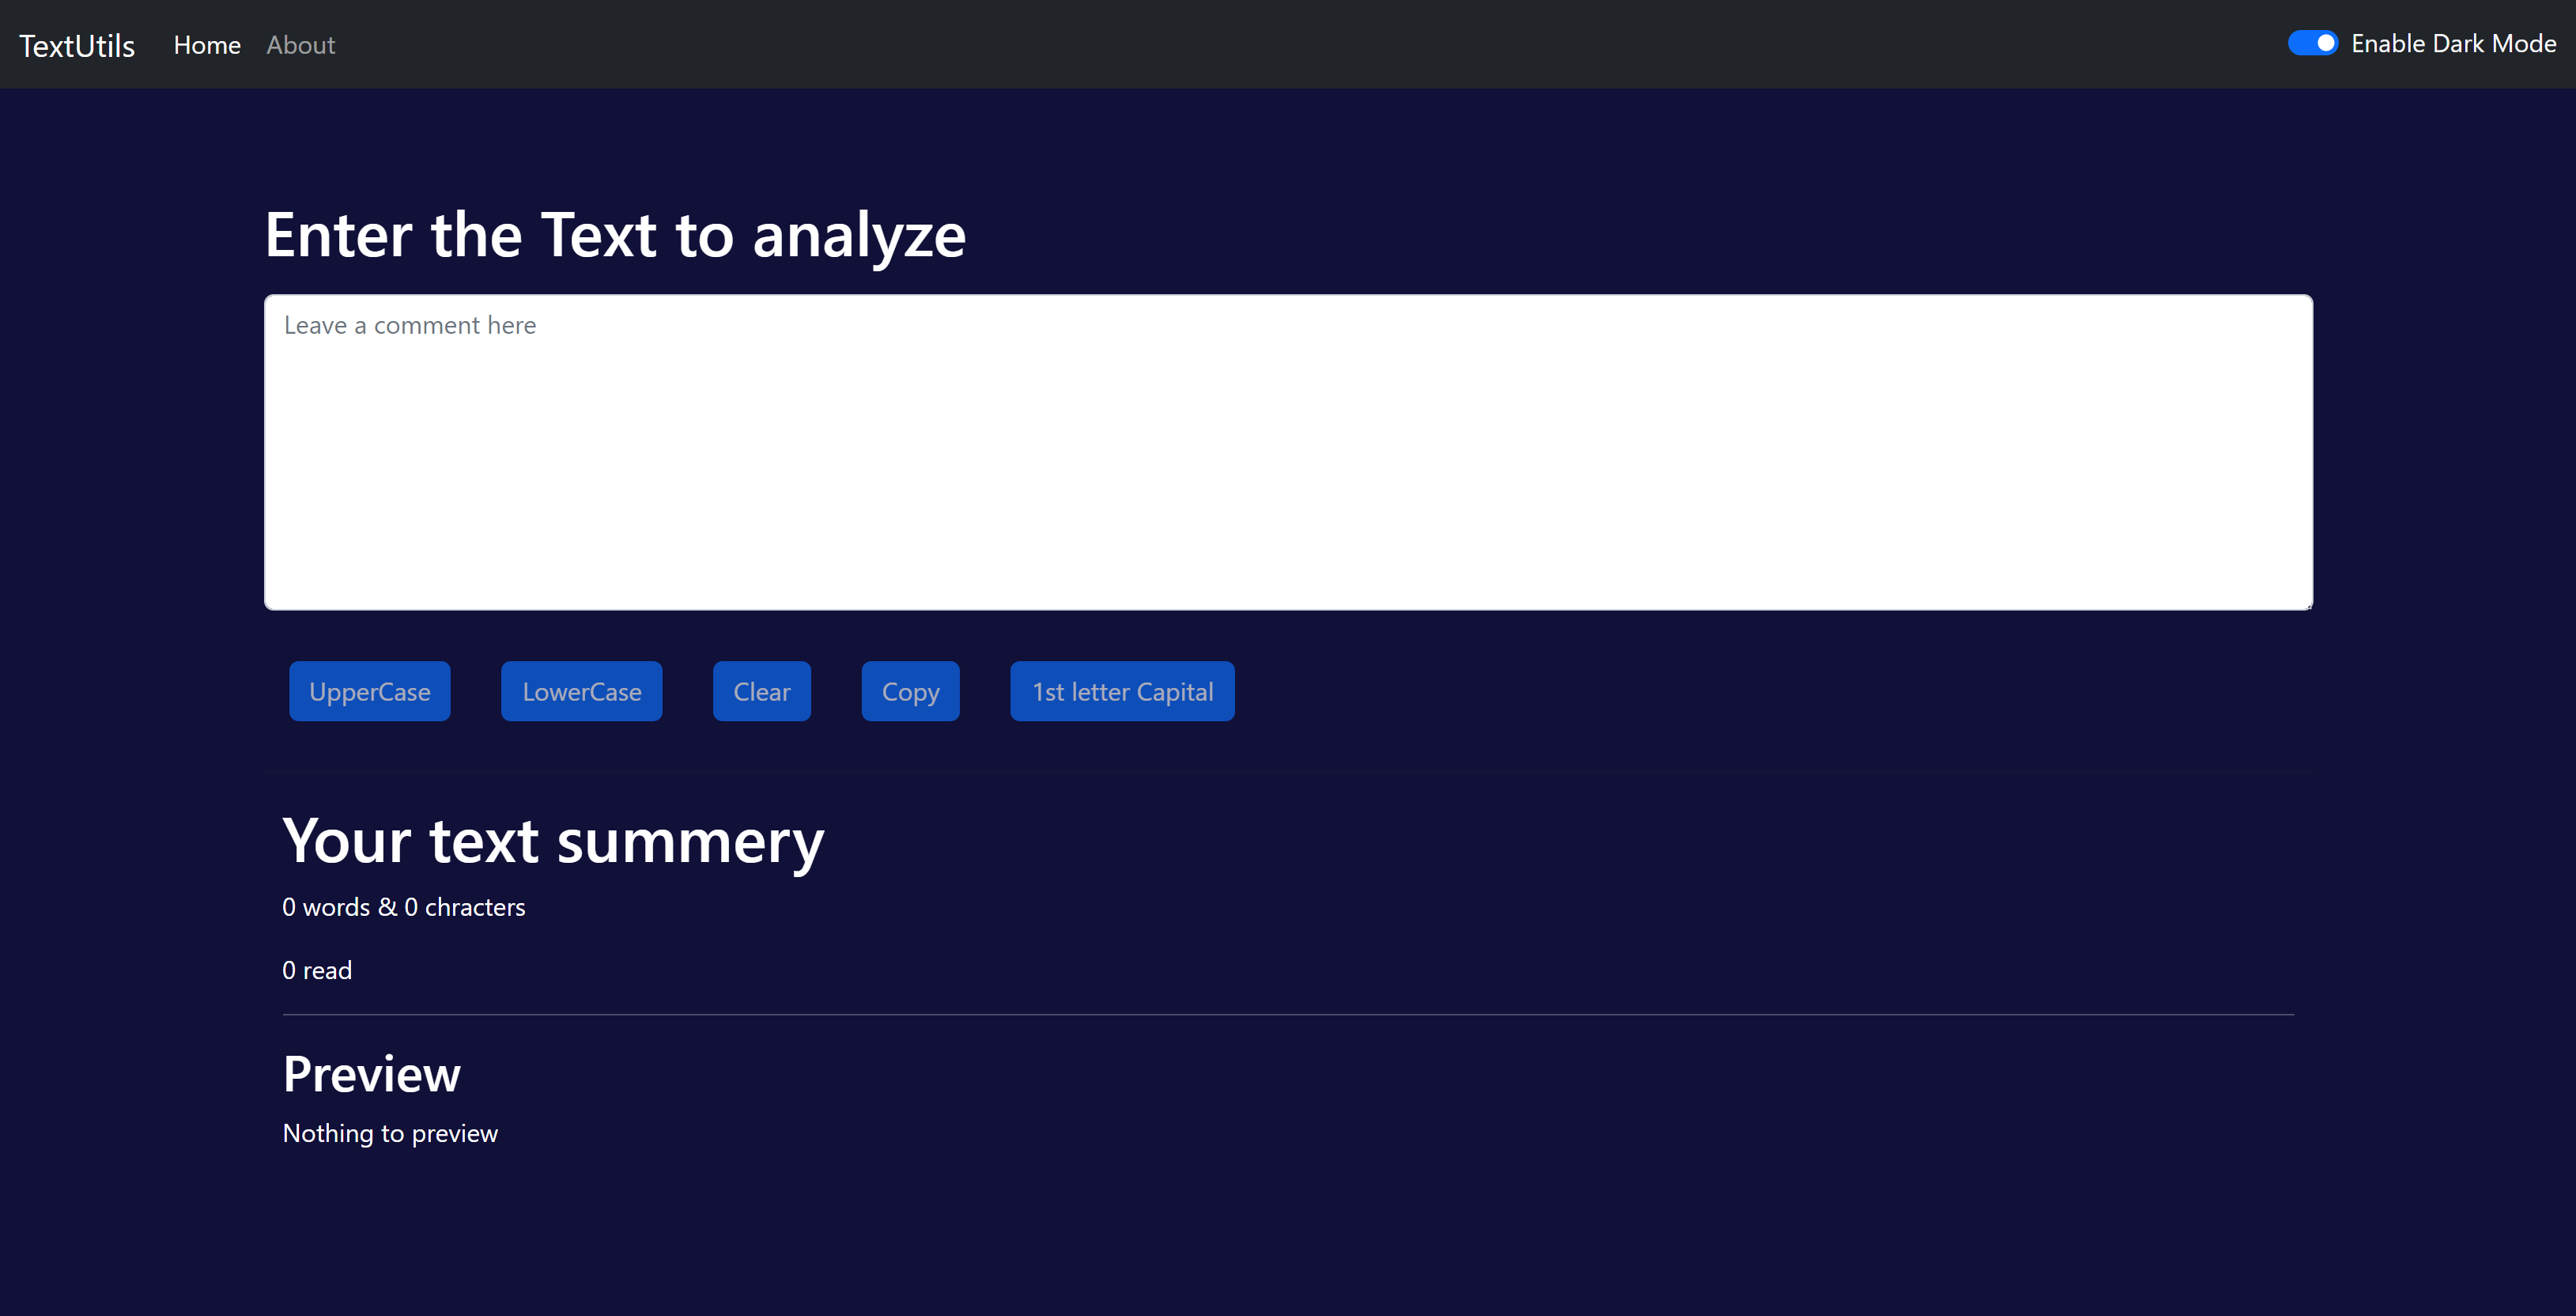 TextUtils Home About Enable Dark Mode
Enter the Text to analyze
Leave a comment here
UpperCase LowerCase Clear Copy 1st letter Capital
Your text summery
0 words & 0 chracters
0 read
Preview
Nothing to preview